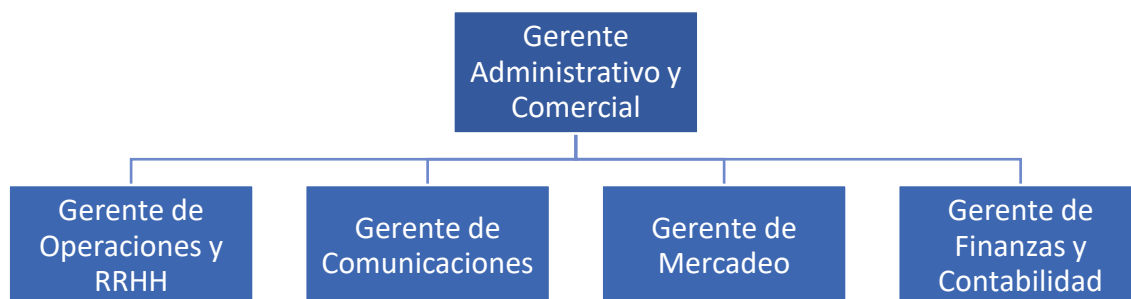 Gerente
Administrativo y
Comercial
Gerente de
Operaciones y
RRHH
Gerente de
Comunicaciones
Gerente de
Mercadeo
Gerente de
Finanzas y
Contabilidad